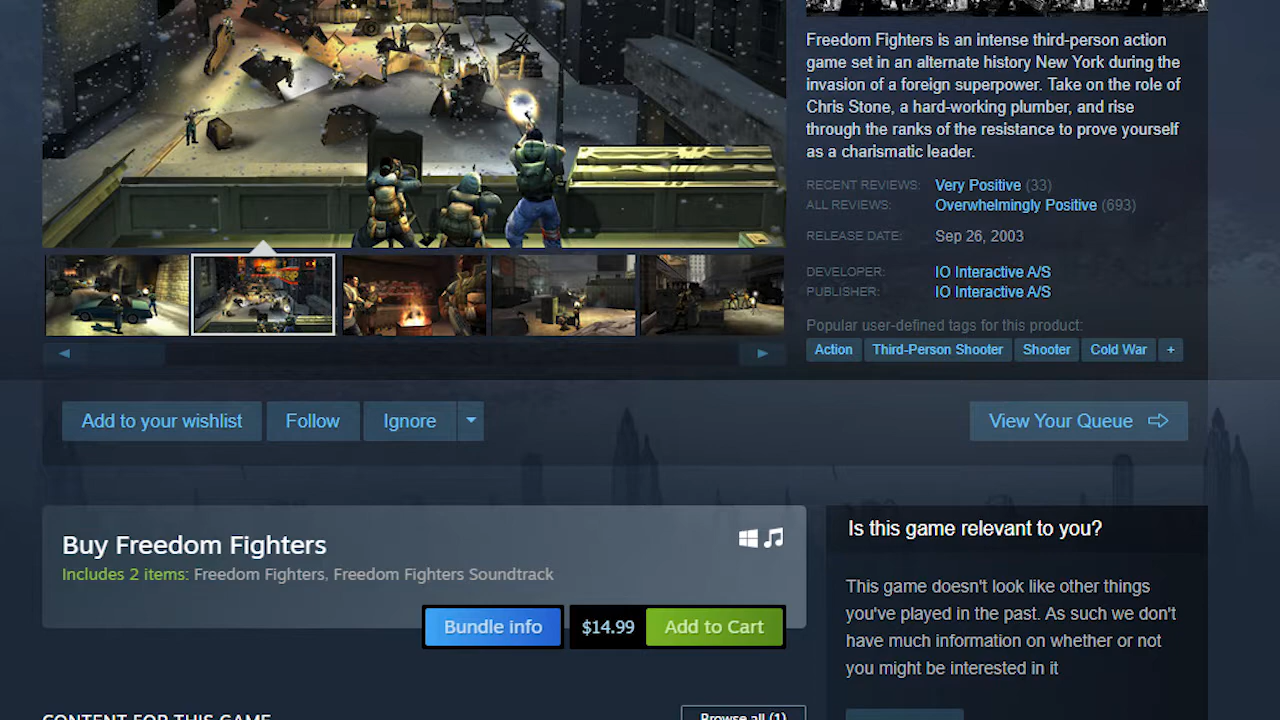 Freedom Fighters is an intense third-person action
game set in an alternate history New York during the
invasion of a foreign superpower. Take on the role of
Chris Stone, a hard-working plumber, and rise
through the ranks of the resistance to prove yourself
as a charismatic leader.
RECENT REVIEWS: Very Positive (33)
ALL REVIEWS: Overwhelmingly Positive (693)
RELEASE DATE: Sep 26, 2003
DEVELOPER: IO Interactive A/S
PUBLISHER: IO Interactive A/S
Popular user-defined tags for this product:
Action Third-Person Shooter Shooter Cold War +
Add to your wishlist Follow Ignore View Your Queue
Buy Freedom Fighters
Includes 2 items: Freedom Fighters, Freedom Fighters Soundtrack
Bundle info $14.99 Add to Cart
Is this game relevant to you?
This game doesn't look like other things
you've played in the past. As such we don't
have much information on whether or not
you might be interested in it
CONTENT FOR THIS GAME Browse all (1)